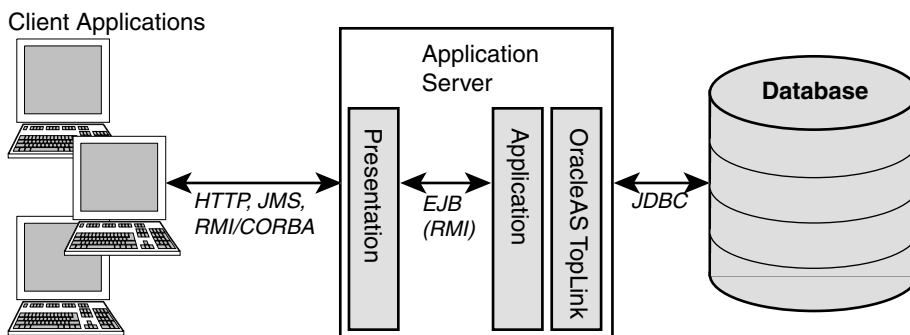 Client Applications
Application
Server
Database
Presentation
Application
OracleAS TopLink
HTTP, JMS,
RMI/CORBA
EJB
(RMI)
JDBC